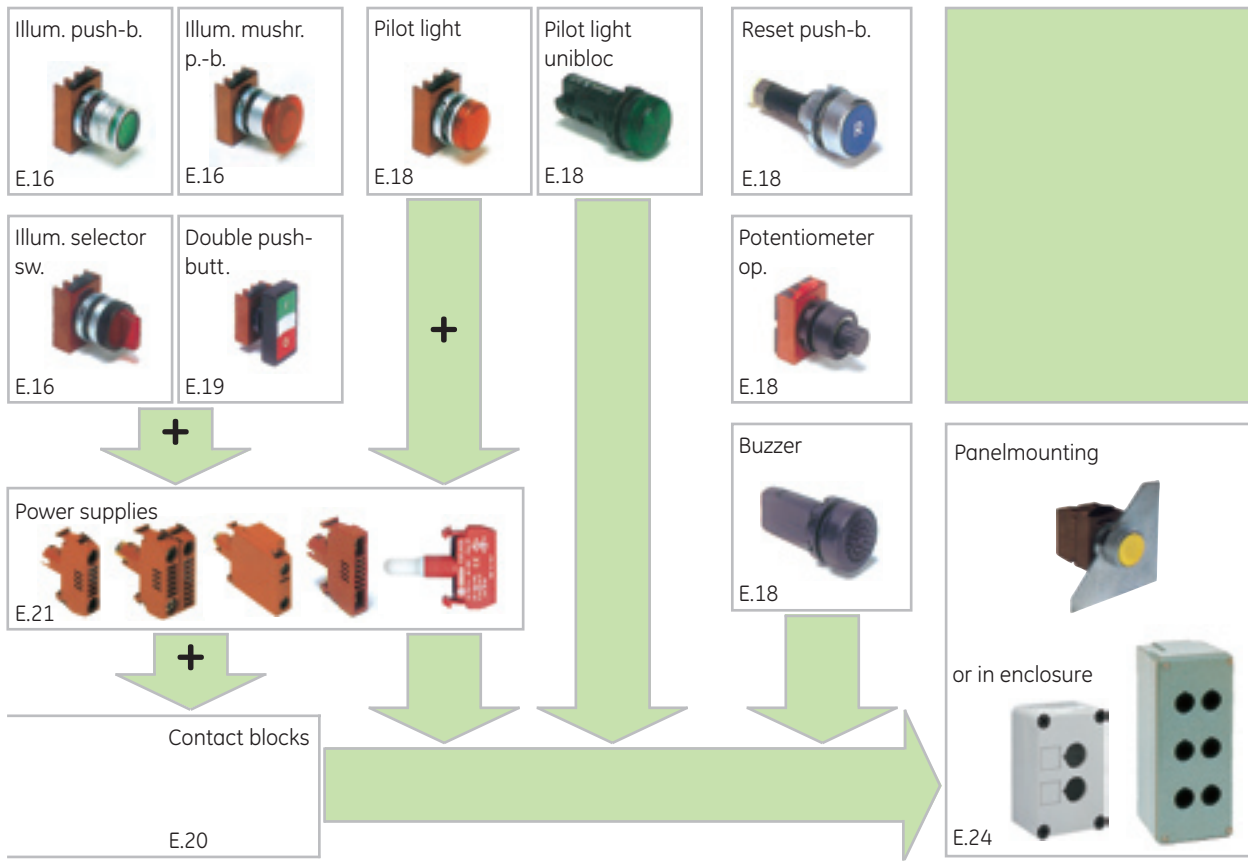 Illum. push-b.
E.16
Illum. mushr.
p.-b.
E.16
Pilot light
E.18
Pilot light
unibloc
E.18
Reset push-b.
R
E.18
Illum. selector
sw.
E.16
Double push-
butt.
I
O
E.19
+
Potentiometer
op.
E.18
+
Buzzer
E.18
Panelmounting
or in enclosure
E.24
Power supplies
E.21
+
Contact blocks
E.20